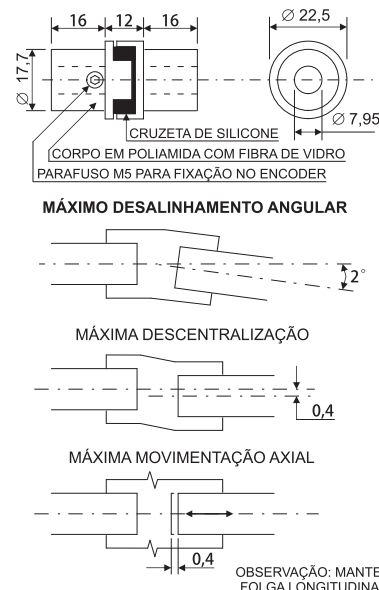 16 12 16
Ø 22,5
Ø 17,7
Ø 7,95
CRUZETA DE SILICONE
CORPO EM POLIAMIDA COM FIBRA DE VIDRO
PARAFUSO M5 PARA FIXAÇÃO NO ENCODER
MÁXIMO DESALINHAMENTO ANGULAR
2°
MÁXIMA DESCENTRALIZAÇÃO
0,4
MÁXIMA MOVIMENTAÇÃO AXIAL
0,4
OBSERVAÇÃO: MANTE
FOLGA LONGITUDINA